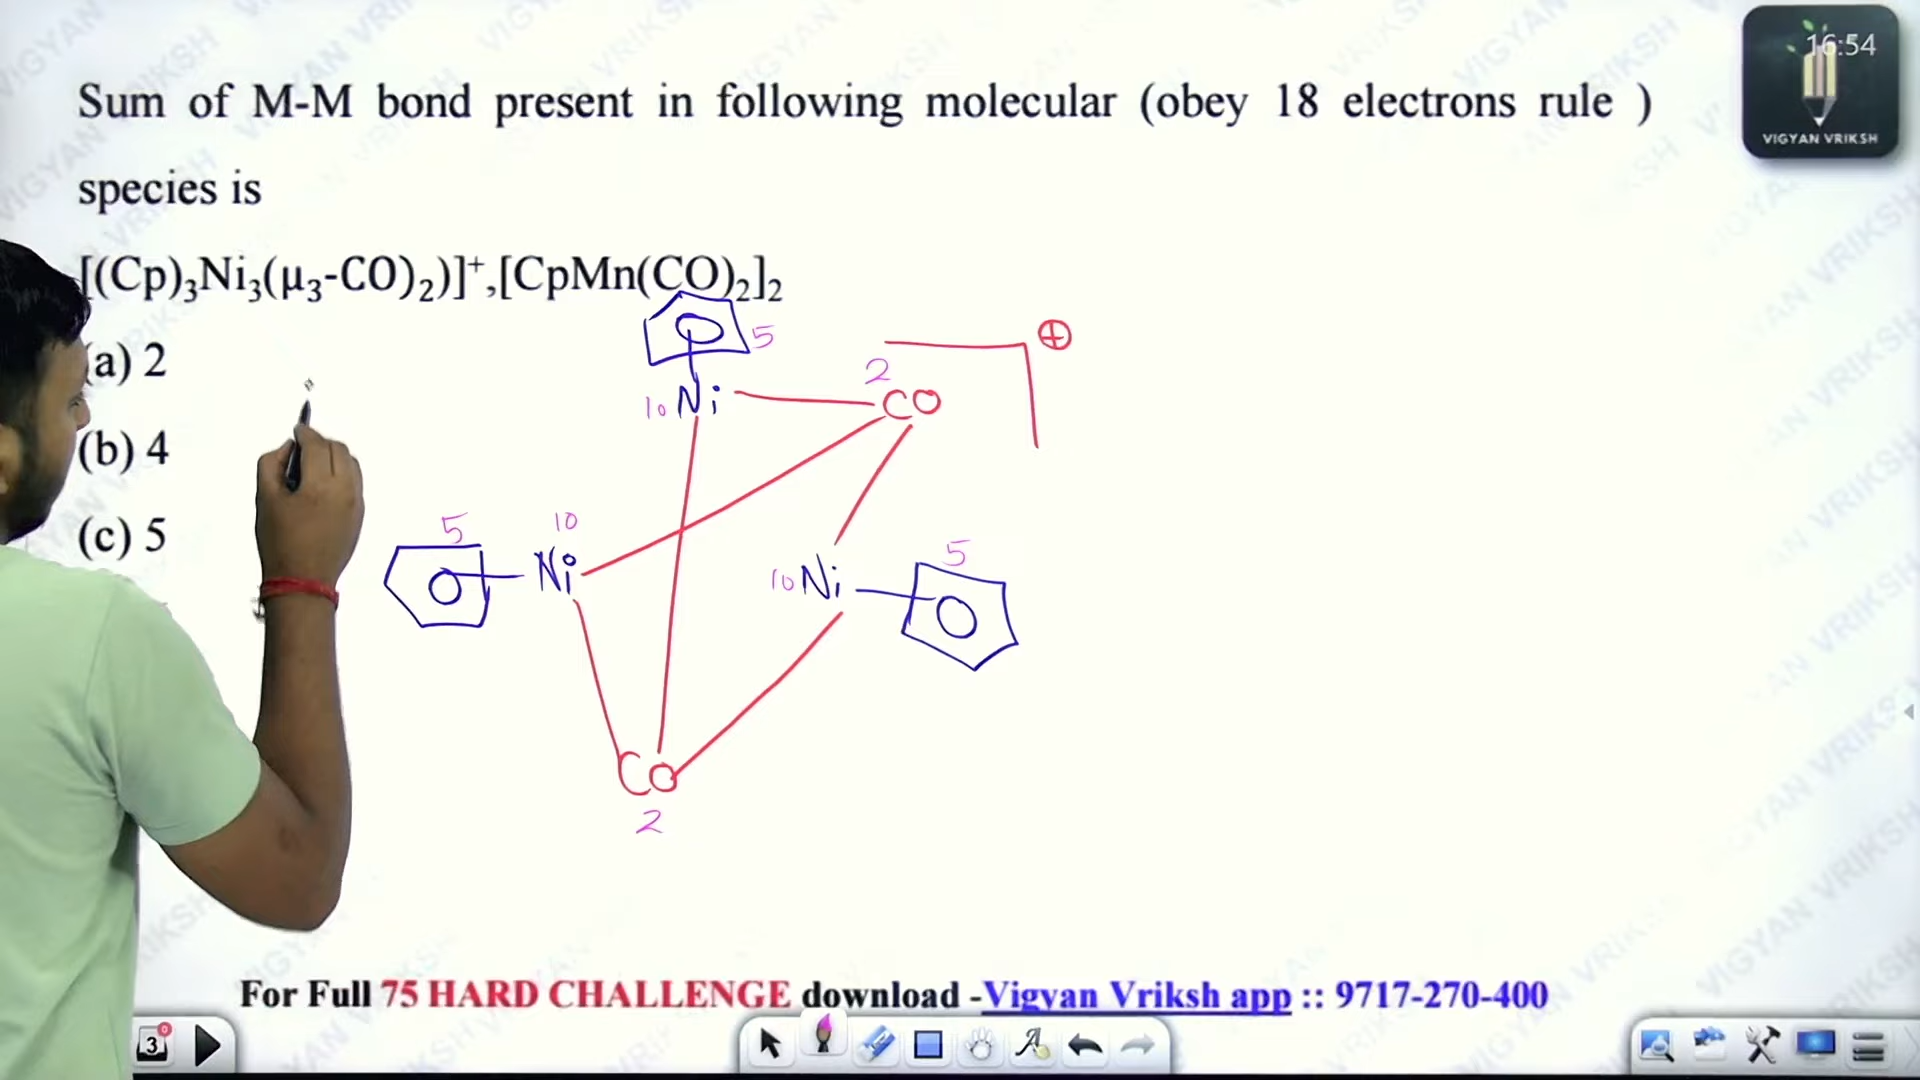 16:54
VIGYAN VRIKSH
Sum of M-M bond present in following molecular (obey 18 electrons rule )
species is
[(Cp)₃Ni₃(μ₃-CO)₂)]⁺,[CpMn(CO)₂]₂
(a) 2
(b) 4
(c) 5
5
2
⊕
10 Ni
CO
5
10
Ni
10 Ni
5
CO
2
For Full 75 HARD CHALLENGE download -Vigyan Vriksh app :: 9717-270-400
3
0
A